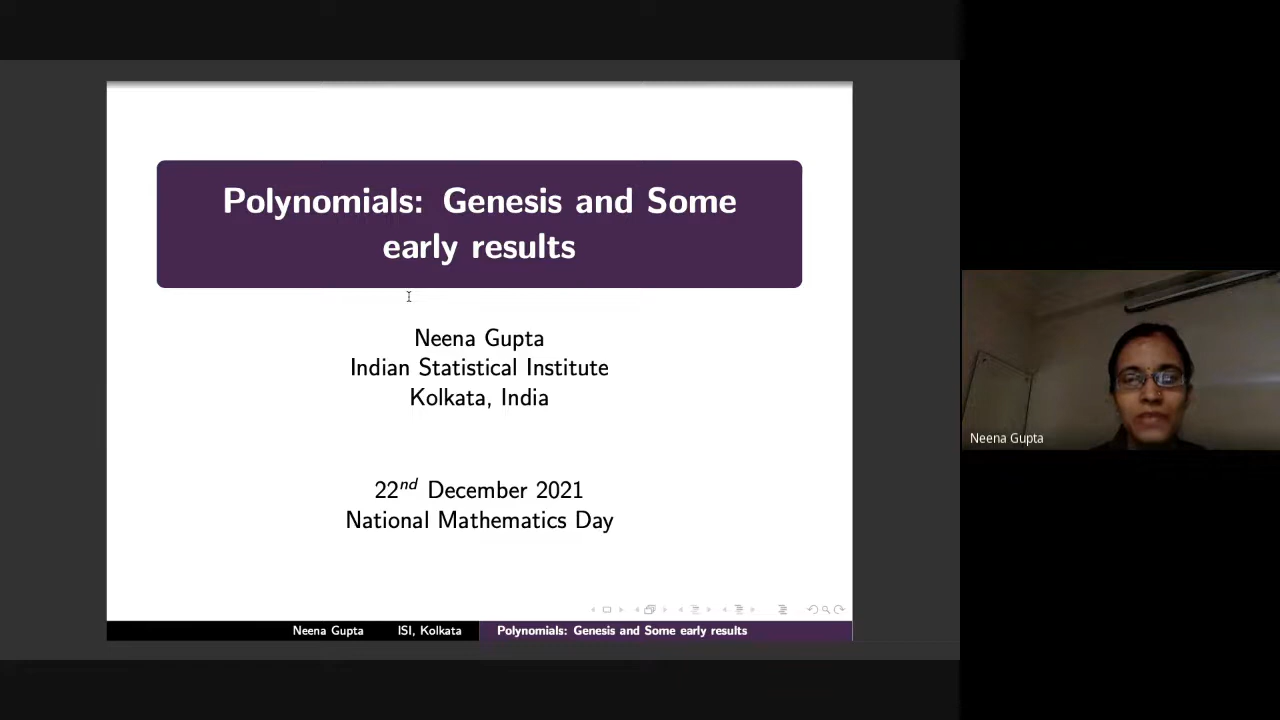 Polynomials: Genesis and Some
early results
Neena Gupta
Indian Statistical Institute
Kolkata, India
22nd December 2021
National Mathematics Day
Neena Gupta ISI, Kolkata Polynomials: Genesis and Some early results
Neena Gupta